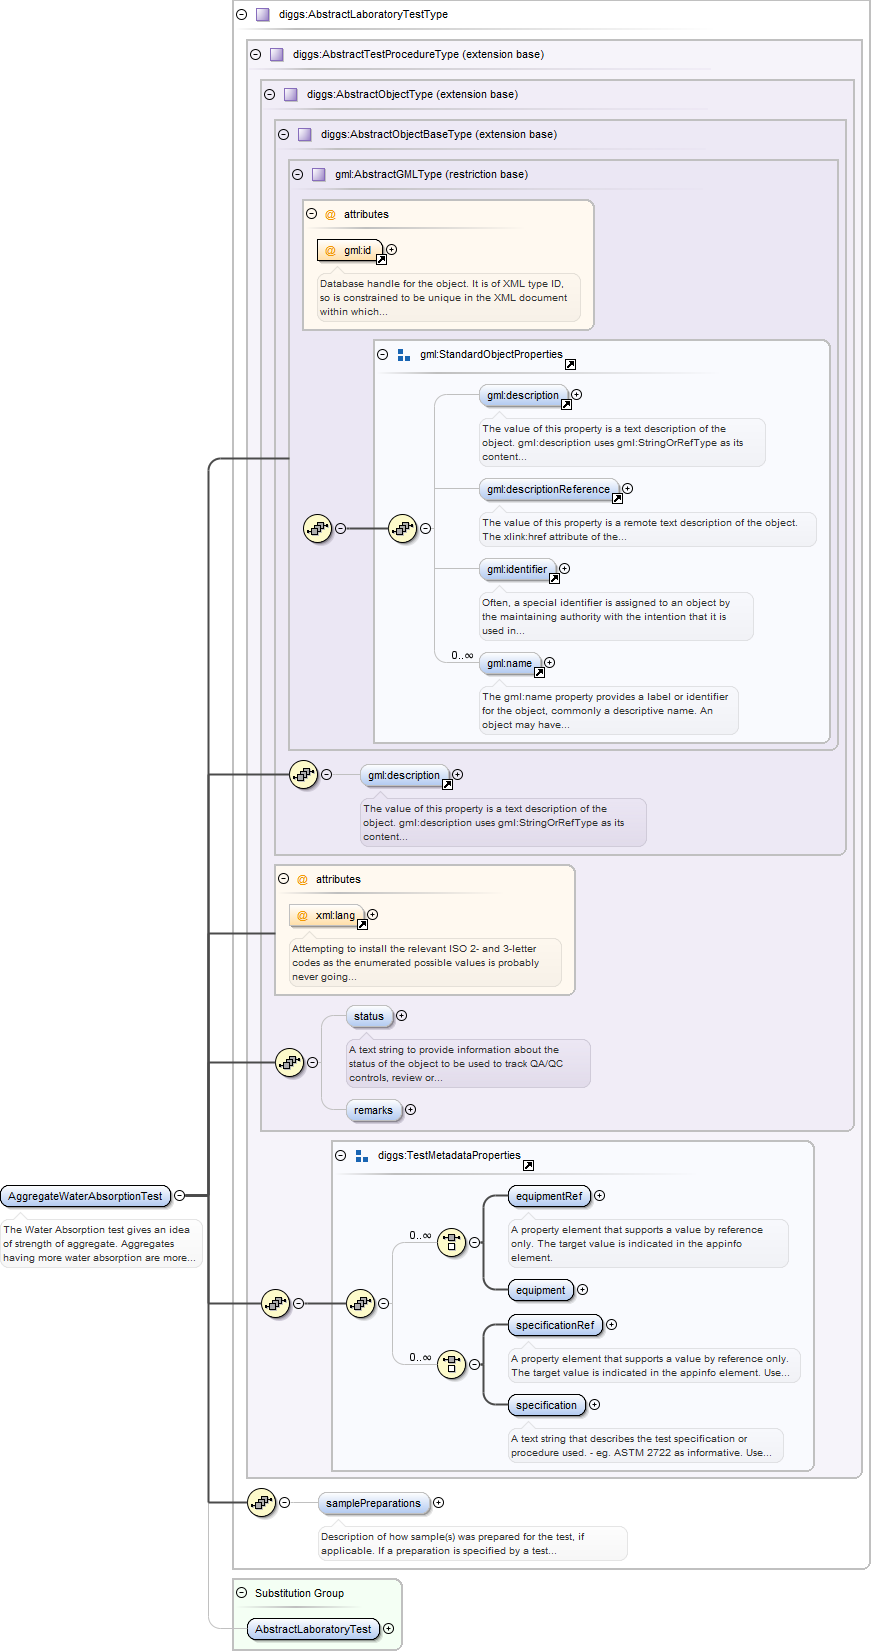 diggs:AbstractLaboratoryTestType
diggs:AbstractTestProcedureType (extension base)
diggs:AbstractObjectType (extension base)
diggs:AbstractObjectBaseType (extension base)
gml:AbstractGMLType (restriction base)
@ attributes
@ gml:id
Database handle for the object. It is of XML type ID,
so is constrained to be unique in the XML document
within which...
gml:StandardObjectProperties
gml:description
The value of this property is a text description of the
object. gml:description uses gml:StringOrRefType as its
content...
gml:descriptionReference
The value of this property is a remote text description of the object.
The xlink:href attribute of the...
gml:identifier
Often, a special identifier is assigned to an object by
the maintaining authority with the intention that it is
used in...
0..∞
gml:name
The gml:name property provides a label or identifier
for the object, commonly a descriptive name. An
object may have...
gml:description
The value of this property is a text description of the
object. gml:description uses gml:StringOrRefType as its
content...
@ attributes
@ xml:lang
Attempting to install the relevant ISO 2- and 3-letter
codes as the enumerated possible values is probably
never going...
status
A text string to provide information about the
status of the object to be used to track QA/QC
controls, review or...
remarks
diggs:TestMetadataProperties
AggregateWaterAbsorptionTest
The Water Absorption test gives an idea
of strength of aggregate. Aggregates
having more water absorption are more...
0..∞
equipmentRef
A property element that supports a value by reference
only. The target value is indicated in the appinfo
element.
equipment
specificationRef
0..∞
A property element that supports a value by reference only.
The target value is indicated in the appinfo element. Use...
specification
A text string that describes the test specification or
procedure used. - eg. ASTM 2722 as informative. Use...
samplePreparations
Description of how sample(s) was prepared for the test, if
applicable. If a preparation is specified by a test...
Substitution Group
AbstractLaboratoryTest